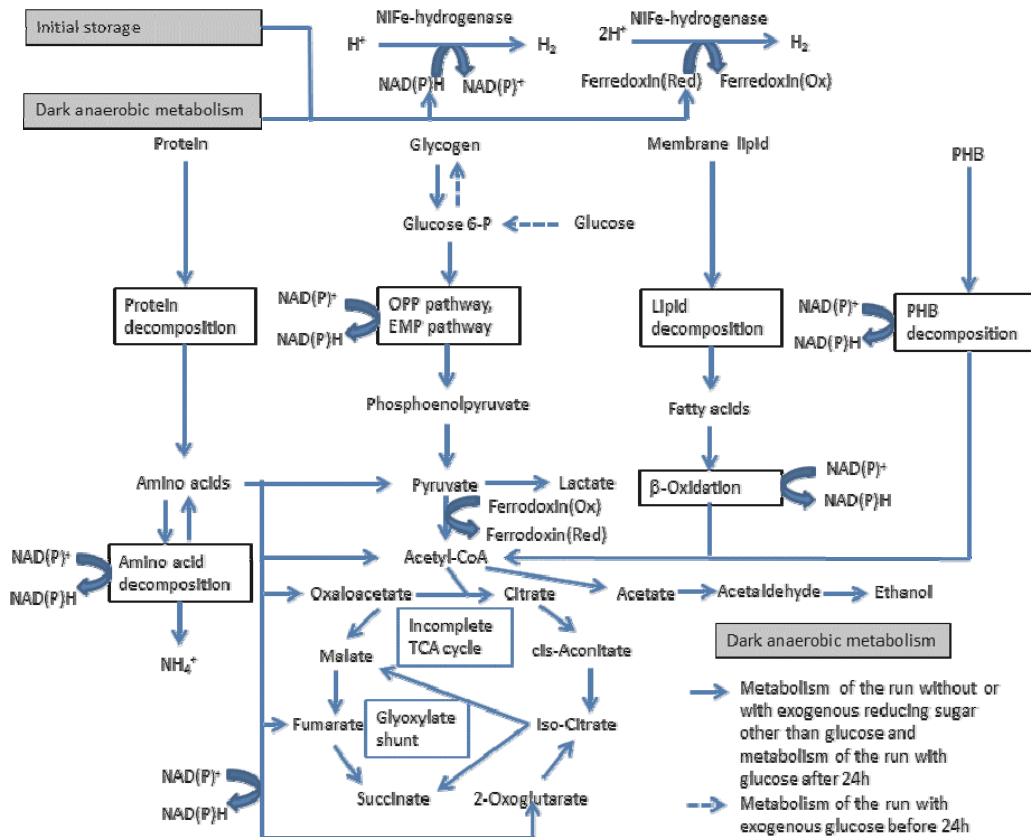 Initial storage
NiFe-hydrogenase
NiFe-hydrogenase
H⁺
H₂
2H⁺
H₂
NAD(P)H
NAD(P)⁺
Ferredoxin(Red)
Ferredoxin(Ox)
Dark anaerobic metabolism
Protein
Glycogen
Membrane lipid
PHB
Glucose 6-P
Glucose
NAD(P)⁺
NAD(P)H
Protein
decomposition
OPP pathway,
EMP pathway
Lipid
decomposition
NAD(P)⁺
NAD(P)H
PHB
decomposition
Phosphoenolpyruvate
Fatty acids
Amino acids
Pyruvate
Lactate
β-Oxidation
NAD(P)⁺
NAD(P)H
Ferrodoxin(Ox)
Ferrodoxin(Red)
NAD(P)⁺
NAD(P)H
Amino acid
decomposition
Acetyl-CoA
Oxaloacetate
Citrate
Acetate
Acetaldehyde
Ethanol
NH₄⁺
Incomplete
TCA cycle
Malate
cis-Aconitate
Fumarate
Glyoxylate
shunt
Iso-Citrate
NAD(P)⁺
NAD(P)H
Succinate
2-Oxoglutarate
Dark anaerobic metabolism
Metabolism of the run without or
with exogenous reducing sugar
other than glucose and
metabolism of the run with
glucose after 24h
Metabolism of the run with
exogenous glucose before 24h